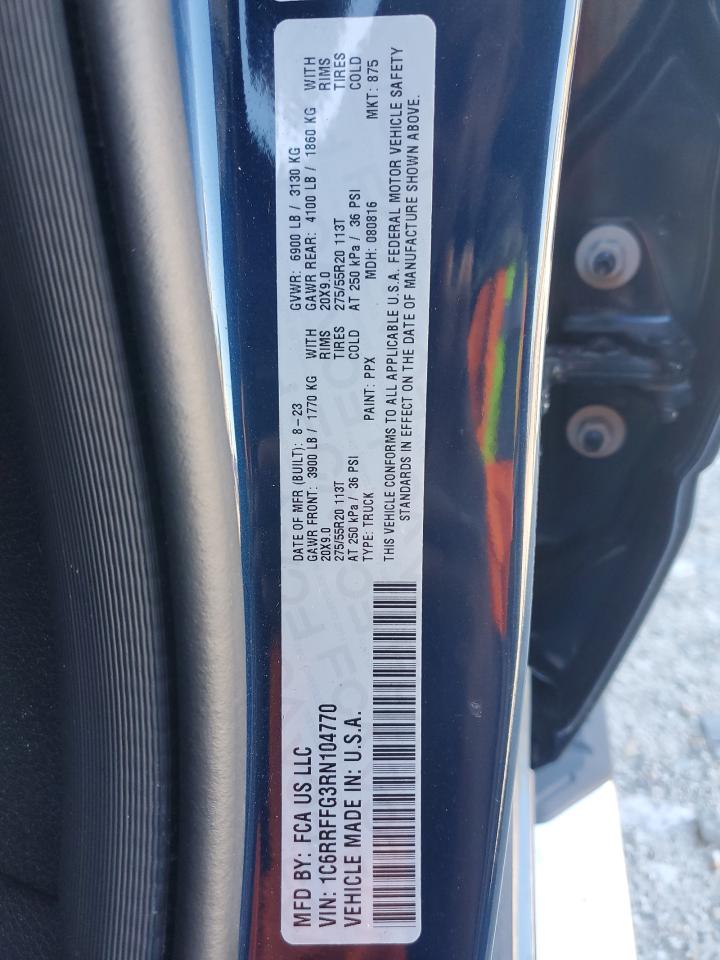 MFD BY: FCA US LLC
VIN: 1C6RRFFG3RN104770
VEHICLE MADE IN: U.S.A.
DATE OF MFR (BUILT): 8-23 GVWR: 6900 LB / 3130 KG
GAWR FRONT: 3900 LB / 1770 KG WITH GAWR REAR: 4100 LB / 1860 KG WITH
20X9.0 RIMS 20X9.0 RIMS
275/55R20 113T TIRES 275/55R20 113T TIRES
AT 250 kPa / 36 PSI COLD AT 250 kPa / 36 PSI COLD
TYPE: TRUCK PAINT: PPX MDH: 080816 MKT: 875
THIS VEHICLE CONFORMS TO ALL APPLICABLE U.S.A. FEDERAL MOTOR VEHICLE SAFETY
STANDARDS IN EFFECT ON THE DATE OF MANUFACTURE SHOWN ABOVE.